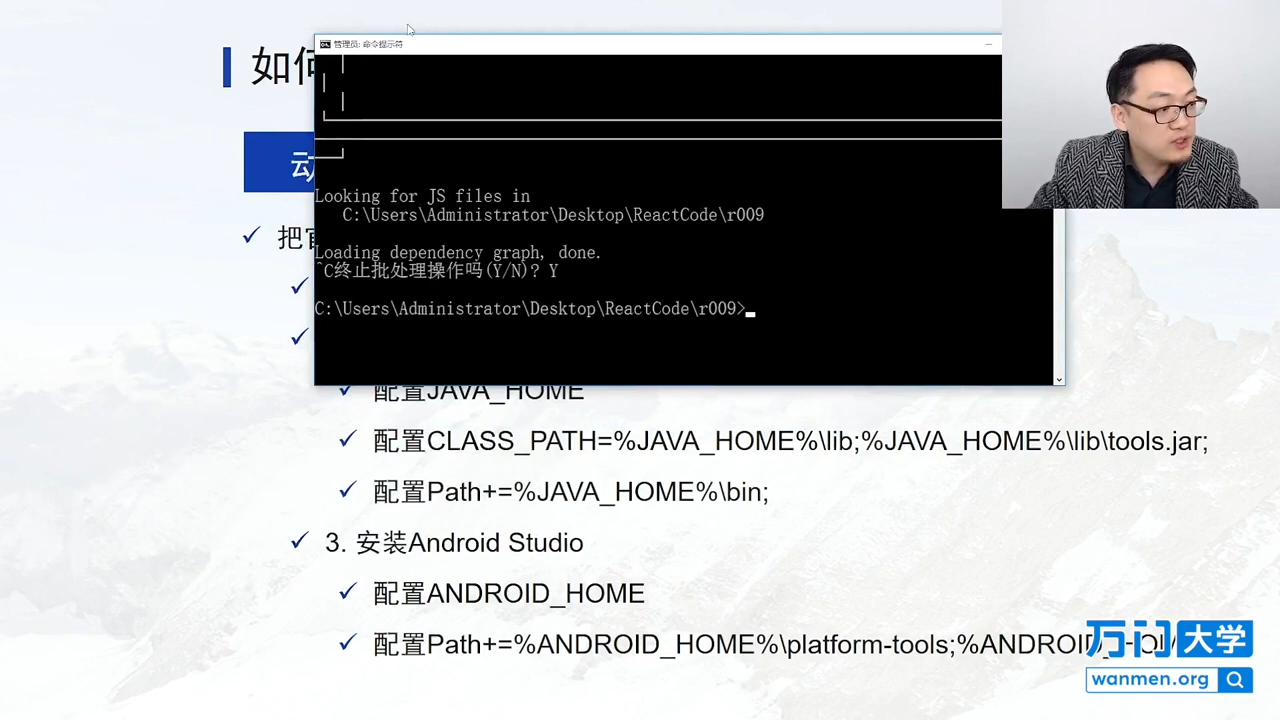 如何
管理员: 命令提示符
动
把官
Looking for JS files in
C:\Users\Administrator\Desktop\ReactCode\r009
Loading dependency graph, done.
^C终止批处理操作吗(Y/N)? Y
C:\Users\Administrator\Desktop\ReactCode\r009>
配置JAVA_HOME
配置CLASS_PATH=%JAVA_HOME%\lib;%JAVA_HOME%\lib\tools.jar;
配置Path+=%JAVA_HOME%\bin;
3. 安装Android Studio
配置ANDROID_HOME
配置Path+=%ANDROID_HOME%\platform-tools;%ANDROID_HOM
万门大学
wanmen.org